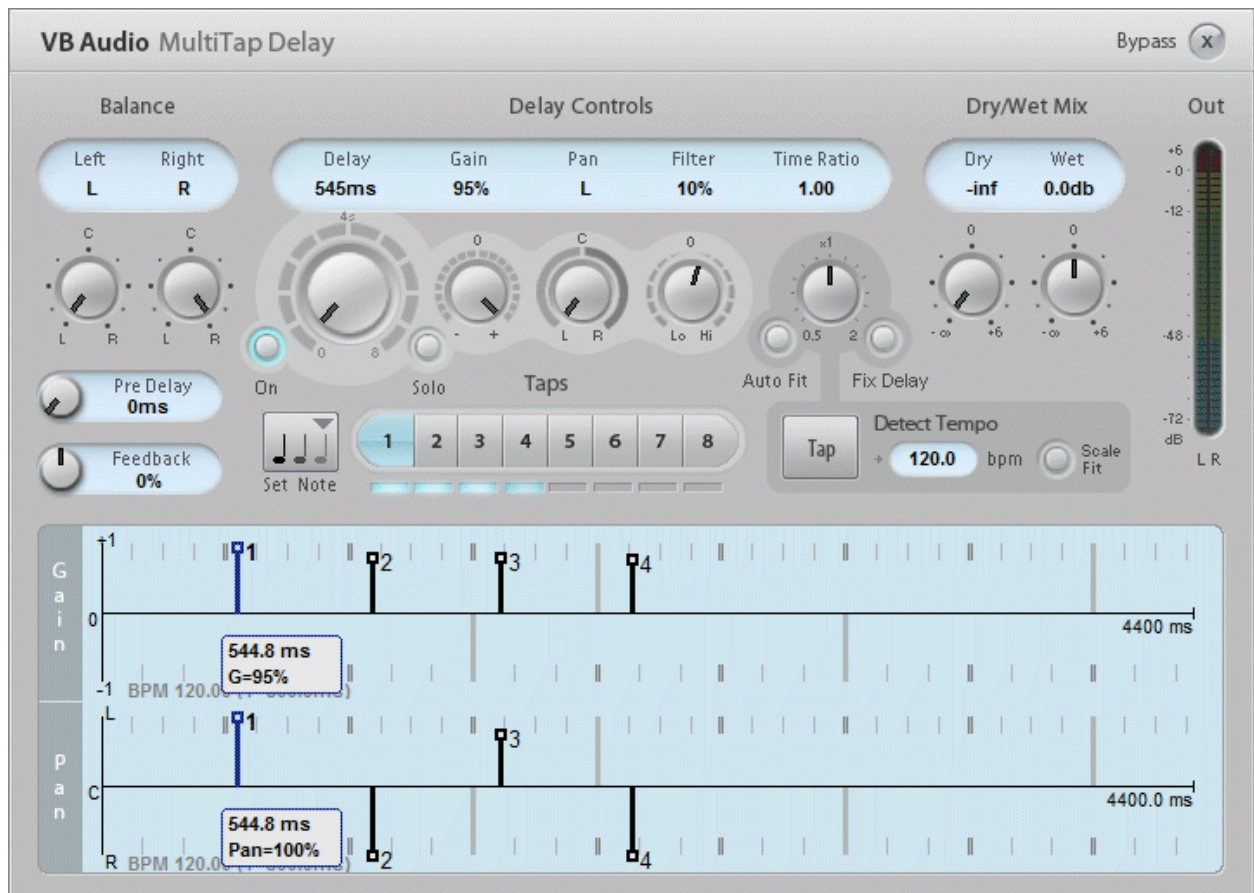 VB Audio MultiTap Delay
Bypass X
Balance
Delay Controls
Dry/Wet Mix
Out
Left Right
L R
Delay Gain Pan Filter Time Ratio
545ms 95% L 10% 1.00
Dry Wet
-inf 0.0db
+6
- 0
-12
-48
-72
dB
L R
C C
L R L R
4s
0 8
0
- +
C
L R
0
Lo Hi
x1
0.5 2
0 0
-∞ +6 -∞ +6
On
Solo
Auto Fit
Fix Delay
Pre Delay
0ms
Feedback
0%
Set Note
Taps
1 2 3 4 5 6 7 8
Tap
Detect Tempo
120.0 bpm
Scale
Fit
Gain
+1
0
-1
1 2 3 4
4400 ms
544.8 ms
G=95%
BPM 120.00
Pan
L
C
R
1 2 3 4
4400.0 ms
544.8 ms
Pan=100%
BPM 120.0